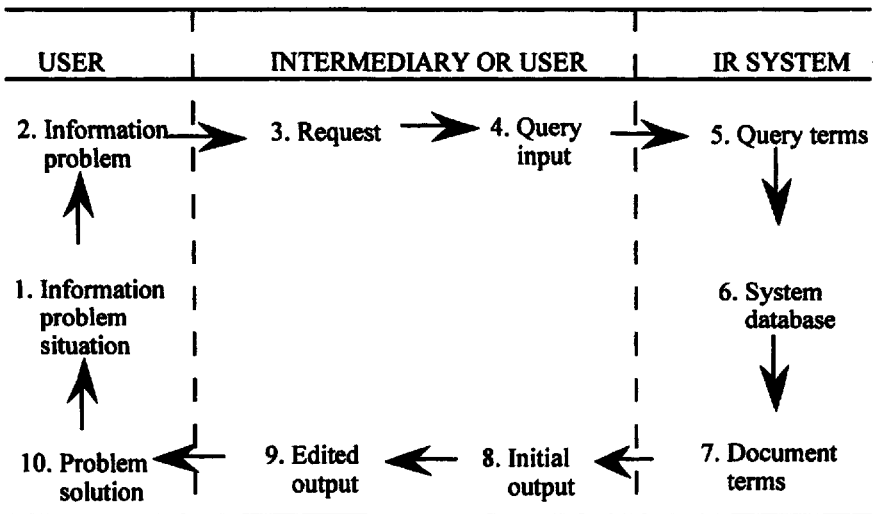 USER INTERMEDIARY OR USER IR SYSTEM
2. Information problem
3. Request
4. Query input
5. Query terms
1. Information problem situation
6. System database
10. Problem solution
9. Edited output
8. Initial output
7. Document terms